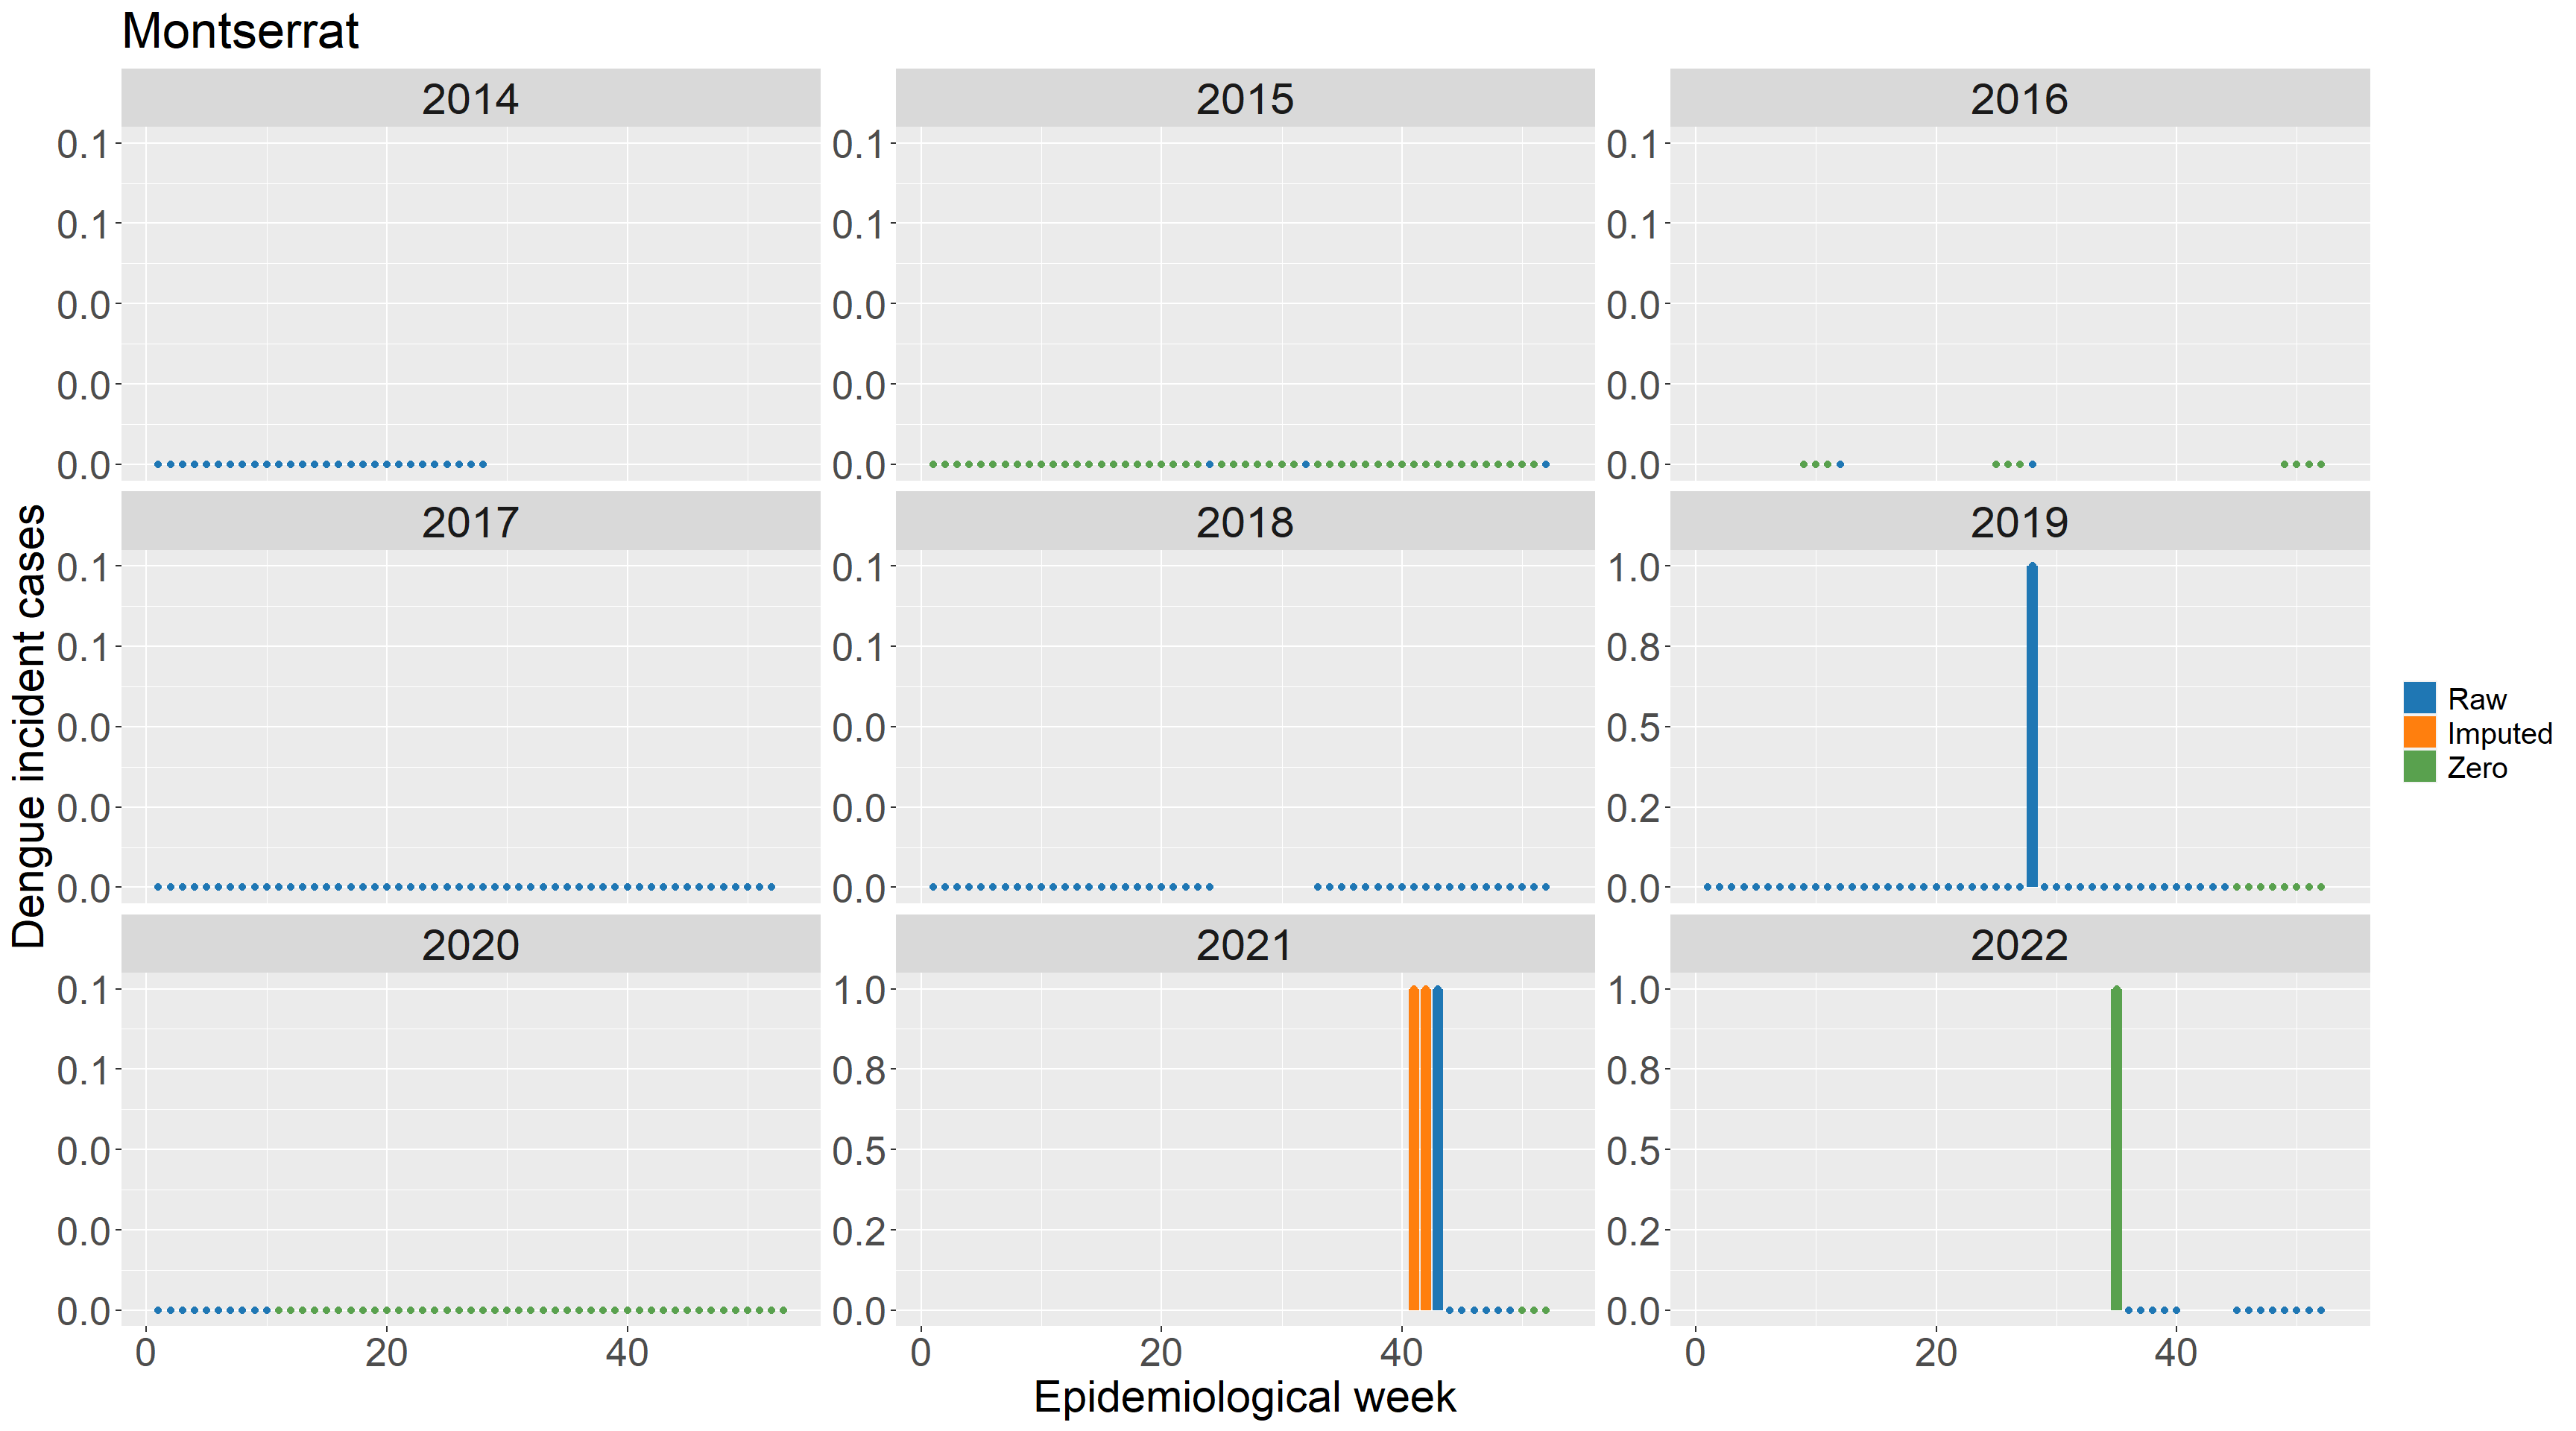 Montserrat
2014 2015 2016
0.1 0.1 0.1
0.1 0.1 0.1
0.0 0.0 0.0
0.0 0.0 0.0
0.0 0.0 0.0
2017 2018 2019
0.1 0.1 1.0
0.1 0.1 0.8
0.0 0.0 0.5
0.0 0.0 0.2
0.0 0.0 0.0
2020 2021 2022
0.1 1.0 1.0
0.1 0.8 0.8
0.0 0.5 0.5
0.0 0.2 0.2
0.0 0.0 0.0
0 20 40 0 20 40 0 20 40
Epidemiological week
Dengue incident cases
Raw
Imputed
Zero